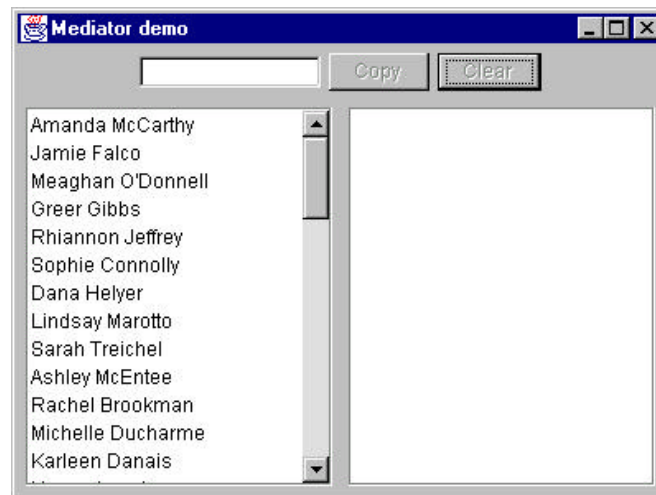 Mediator demo
Copy Clear
Amanda McCarthy
Jamie Falco
Meaghan O'Donnell
Greer Gibbs
Rhiannon Jeffrey
Sophie Connolly
Dana Helyer
Lindsay Marotto
Sarah Treichel
Ashley McEntee
Rachel Brookman
Michelle Ducharme
Karleen Danais